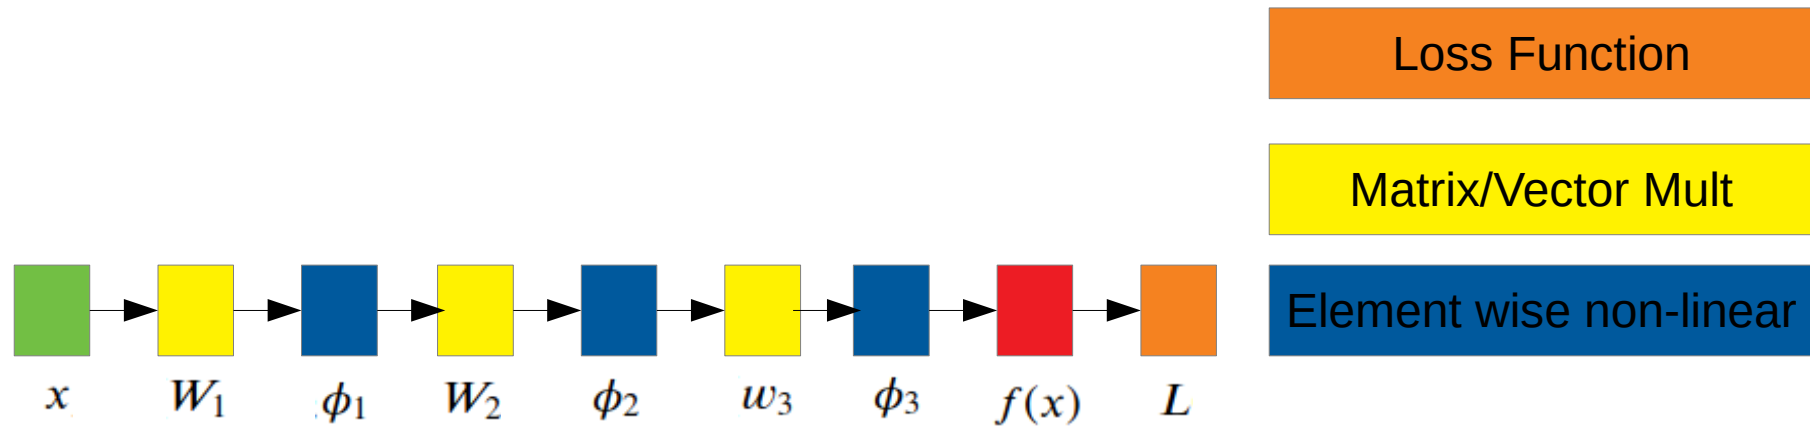 Loss Function
Matrix/Vector Mult
Element wise non-linear
x W₁ ϕ₁ W₂ ϕ₂ w₃ ϕ₃ f(x) L